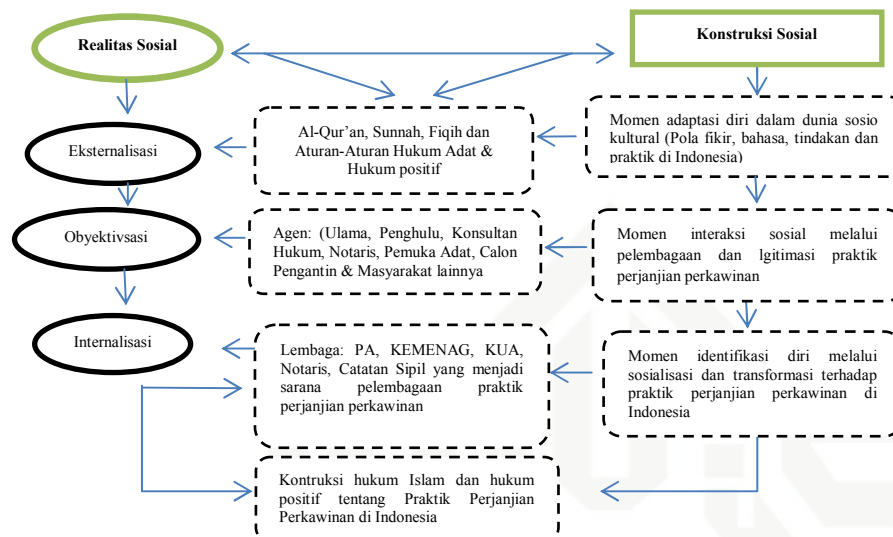 Realitas Sosial
Konstruksi Sosial
Eksternalisasi
Al-Qur'an, Sunnah, Fiqih dan
Aturan-Aturan Hukum Adat &
Hukum positif
Momen adaptasi diri dalam dunia sosio
kultural (Pola fikir, bahasa, tindakan dan
praktik di Indonesia)
Obyektivsasi
Agen: (Ulama, Penghulu, Konsultan
Hukum, Notaris, Pemuka Adat, Calon
Pengantin & Masyarakat lainnya
Momen interaksi sosial melalui
pelembagaan dan lgitimasi praktik
perjanjian perkawinan
Internalisasi
Lembaga: PA, KEMENAG, KUA,
Notaris, Catatan Sipil yang menjadi
sarana pelembagaan praktik
perjanjian perkawinan
Momen identifikasi diri melalui
sosialisasi dan transformasi terhadap
praktik perjanjian perkawinan di
Indonesia
Kontruksi hukum Islam dan hukum
positif tentang Praktik Perjanjian
Perkawinan di Indonesia